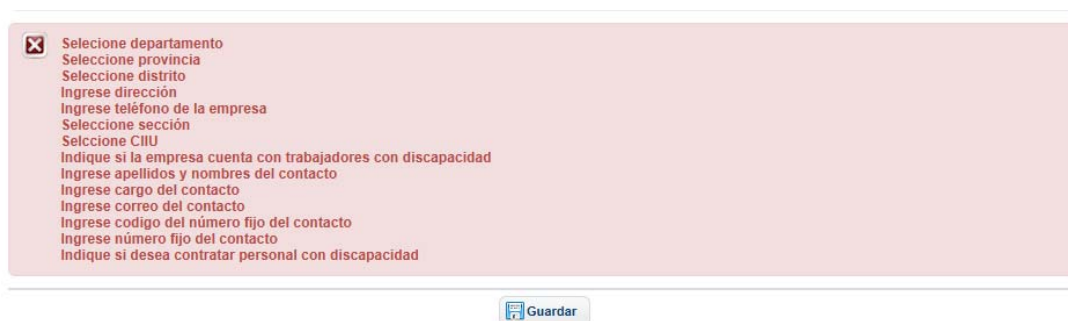 Selecione departamento
Seleccione provincia
Seleccione distrito
Ingrese dirección
Ingrese teléfono de la empresa
Seleccione sección
Selccione CIIU
Indique si la empresa cuenta con trabajadores con discapacidad
Ingrese apellidos y nombres del contacto
Ingrese cargo del contacto
Ingrese correo del contacto
Ingrese codigo del número fijo del contacto
Ingrese número fijo del contacto
Indique si desea contratar personal con discapacidad
Guardar